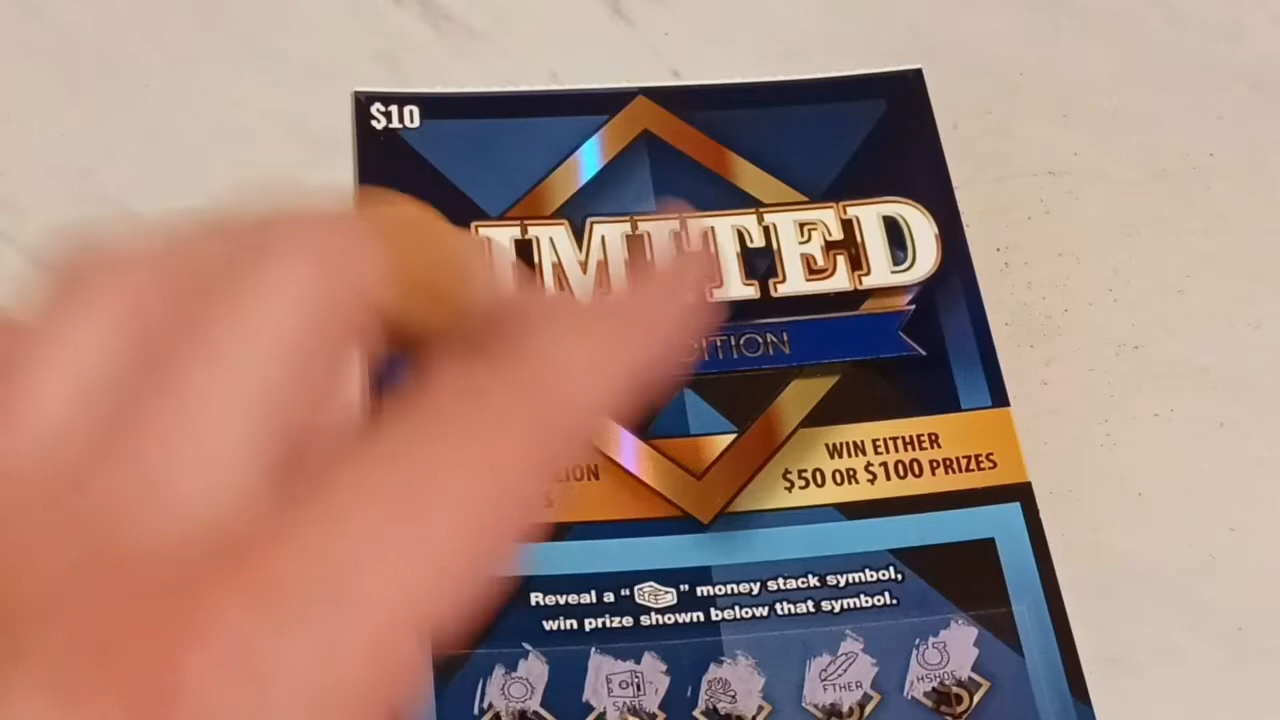 $10
IMITED
DITION
WIN EITHER
$50 OR $100 PRIZES
Reveal a " " money stack symbol,
win prize shown below that symbol.
SAFE FTHER HSHOE